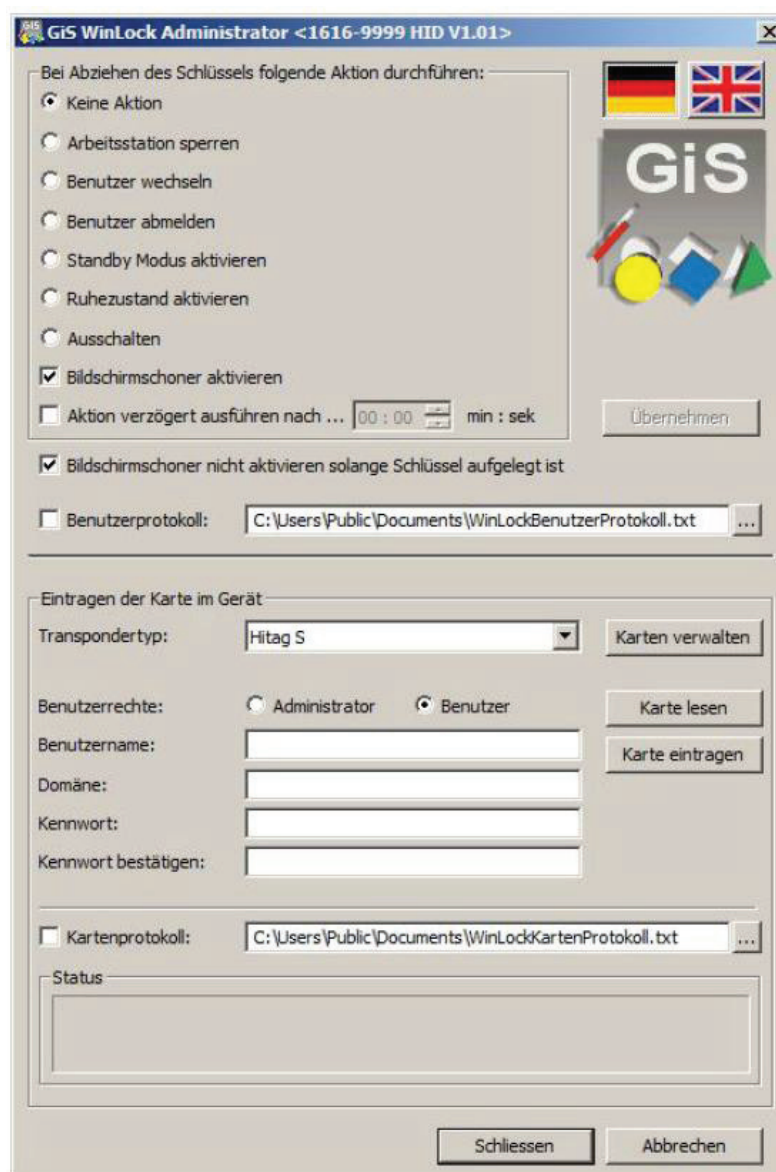 GiS WinLock Administrator <1616-9999 HID V1.01>
Bei Abziehen des Schlüssels folgende Aktion durchführen:
Keine Aktion
Arbeitsstation sperren
Benutzer wechseln
Benutzer abmelden
Standby Modus aktivieren
Ruhezustand aktivieren
Ausschalten
Bildschirmschoner aktivieren
Aktion verzögert ausführen nach ... 00 : 00 min : sek
GiS
Übernehmen
Bildschirmschoner nicht aktivieren solange Schlüssel aufgelegt ist
Benutzerprotokoll: C:\Users\Public\Documents\WinLockBenutzerProtokoll.txt ...
Eintragen der Karte im Gerät
Transpondertyp: Hitag S Karten verwalten
Benutzerrechte: Administrator Benutzer Karte lesen
Benutzername: Karte eintragen
Domäne:
Kennwort:
Kennwort bestätigen:
Kartenprotokoll: C:\Users\Public\Documents\WinLockKartenProtokoll.txt ...
Status
Schliessen Abbrechen